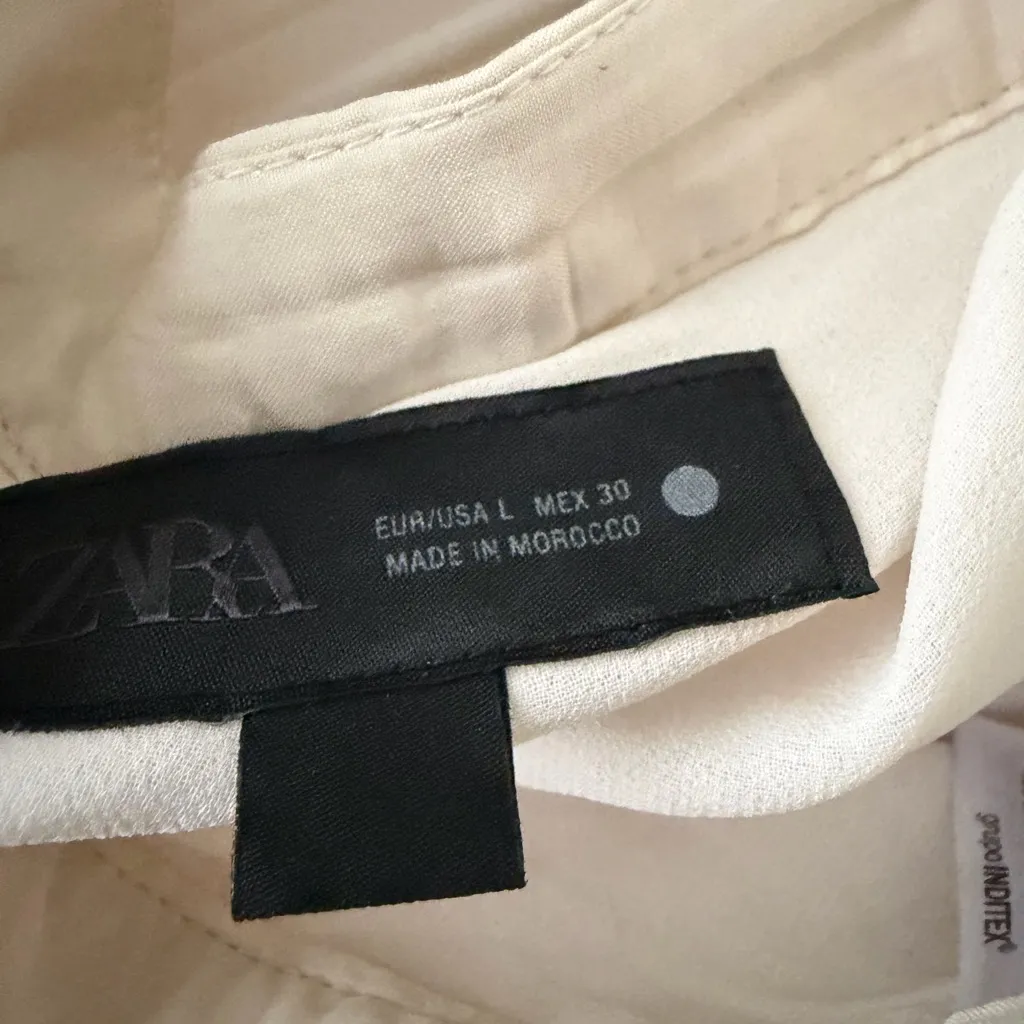 ZARA
EUR/USA L MEX 30
MADE IN MOROCCO
grupo INDITEX